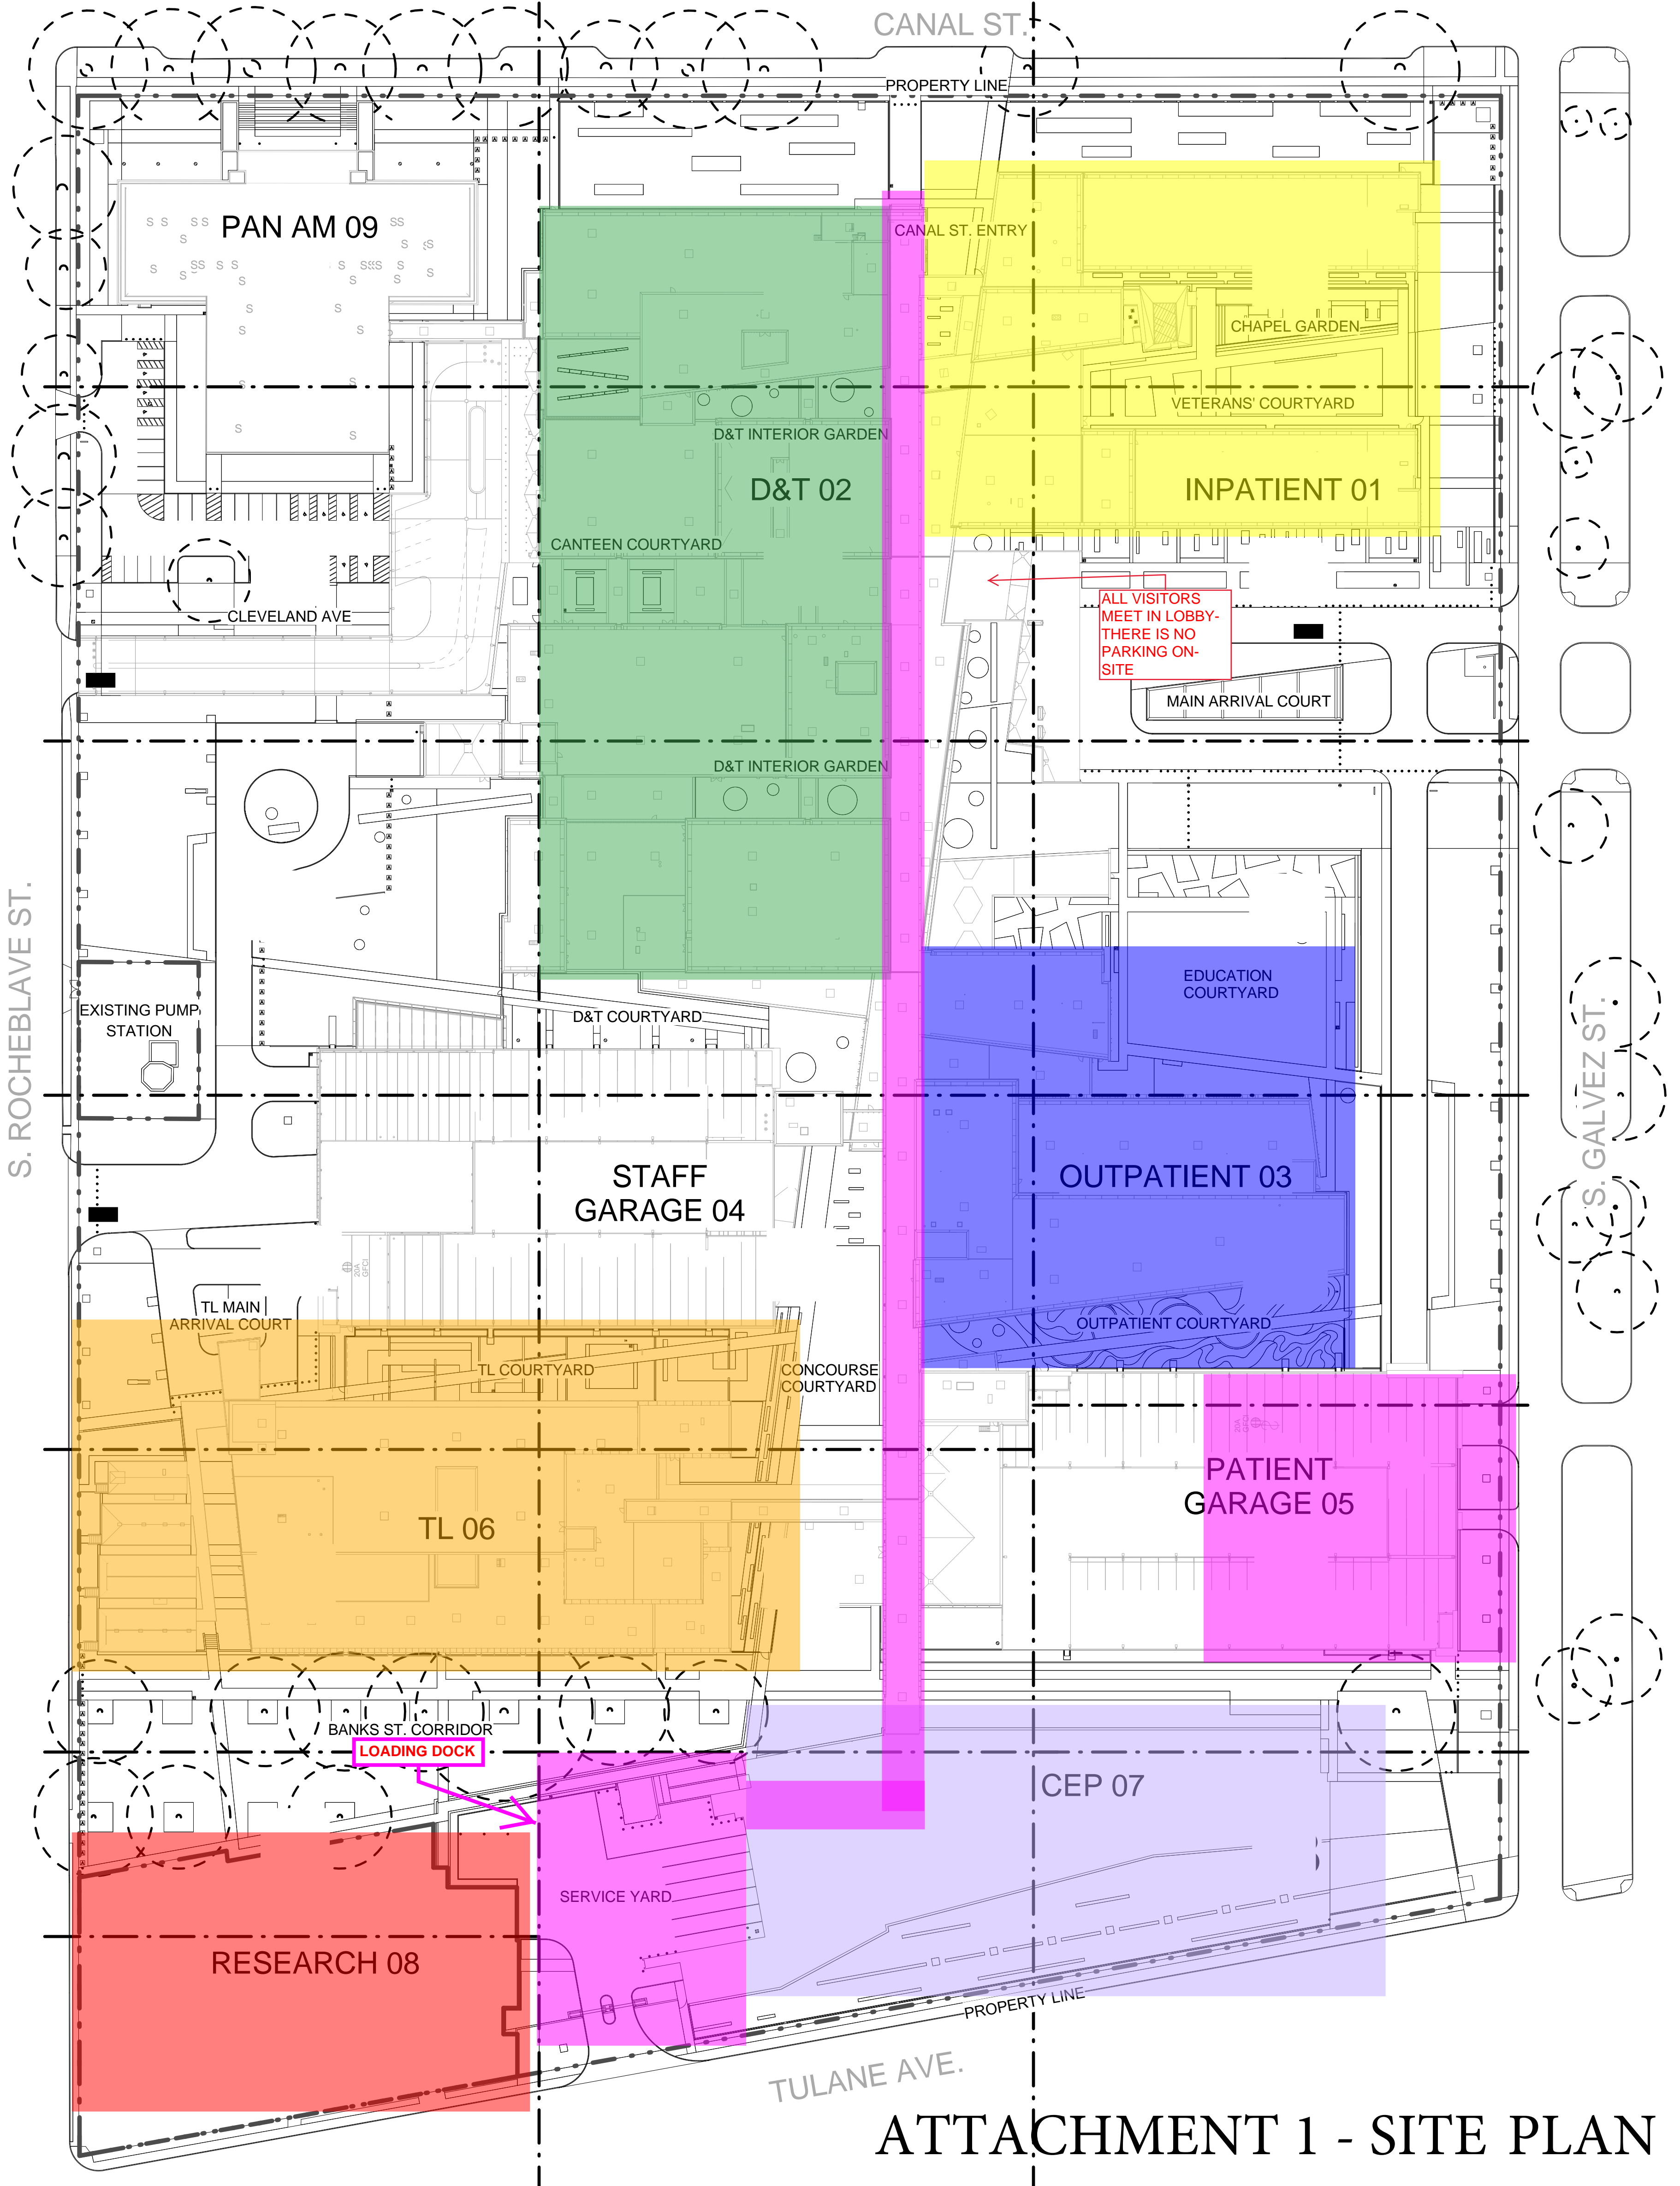 CANAL ST.
PROPERTY LINE
PAN AM 09
CANAL ST. ENTRY
CHAPEL GARDEN
VETERANS' COURTYARD
D&T INTERIOR GARDEN
D&T 02
INPATIENT 01
CANTEEN COURTYARD
ALL VISITORS
MEET IN LOBBY-
THERE IS NO
PARKING ON-
SITE
CLEVELAND AVE
MAIN ARRIVAL COURT
D&T INTERIOR GARDEN
S. ROCHEBLAVE ST.
EDUCATION
COURTYARD
S. GALVEZ ST.
EXISTING PUMP
STATION
D&T COURTYARD
STAFF
GARAGE 04
OUTPATIENT 03
20A
GFCI
TL MAIN
ARRIVAL COURT
OUTPATIENT COURTYARD
TL COURTYARD
CONCOURSE
COURTYARD
PATIENT
GARAGE 05
TL 06
BANKS ST. CORRIDOR
LOADING DOCK
CEP 07
SERVICE YARD
RESEARCH 08
PROPERTY LINE
TULANE AVE.
ATTACHMENT 1 - SITE PLAN